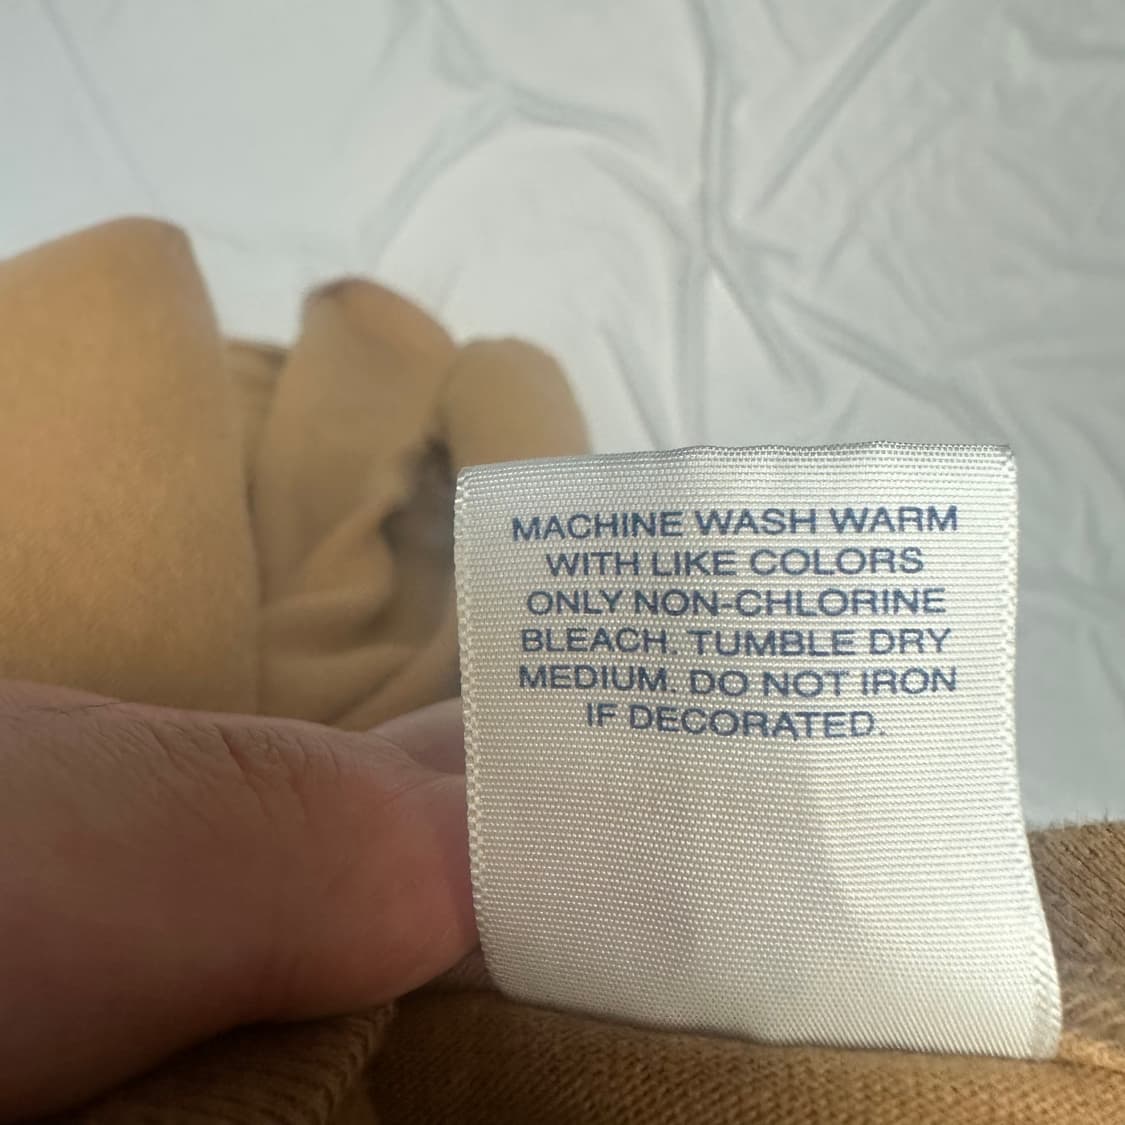 MACHINE WASH WARM
WITH LIKE COLORS
ONLY NON-CHLORINE
BLEACH. TUMBLE DRY
MEDIUM. DO NOT IRON
IF DECORATED.